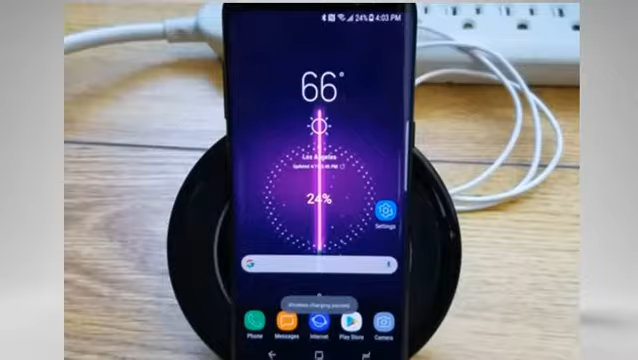 24% 4:03 PM
66°
Los Angeles
24%
Settings
G
Wireless charging paused
Phone
Messages
Internet
Play Store
Camera